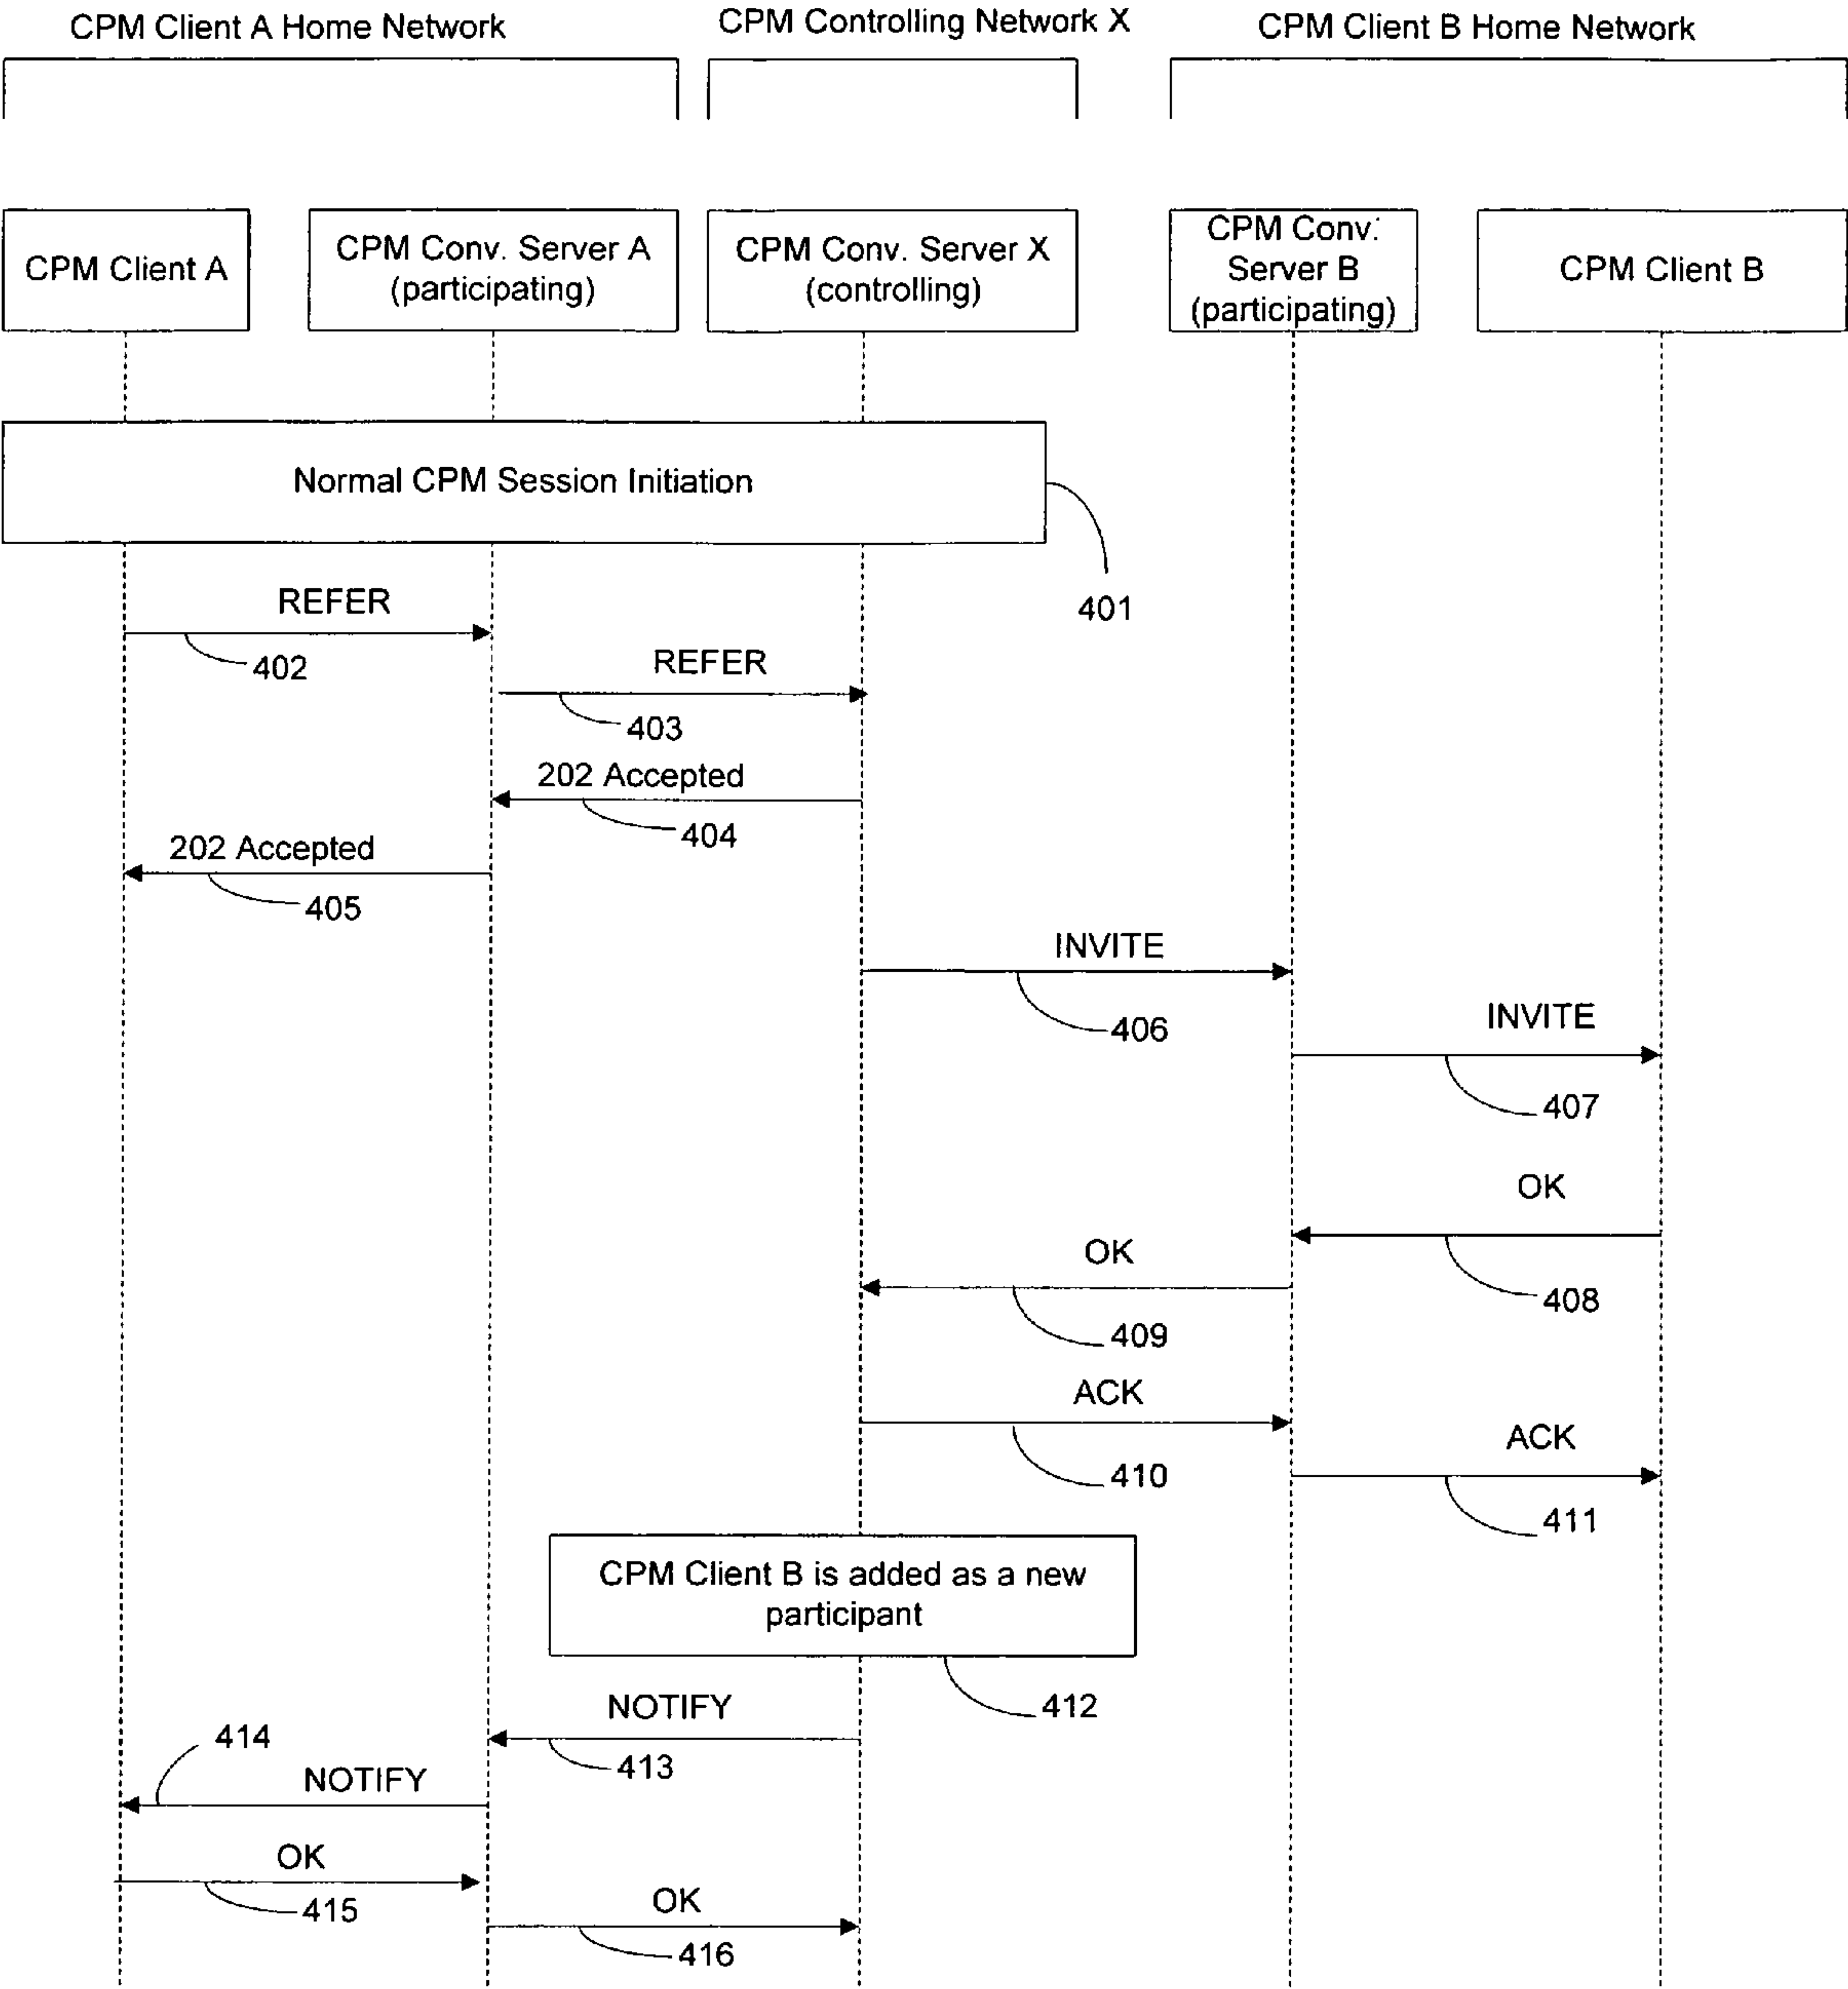 CPM Client A Home Network
CPM Controlling Network X
CPM Client B Home Network
CPM Client A
CPM Conv. Server A
(participating)
CPM Conv. Server X
(controlling)
CPM Conv.
Server B
(participating)
CPM Client B
Normal CPM Session Initiation
401
REFER
402
REFER
403
202 Accepted
404
202 Accepted
405
INVITE
406
INVITE
407
OK
408
OK
409
ACK
410
ACK
411
CPM Client B is added as a new
participant
412
NOTIFY
413
414
NOTIFY
OK
415
OK
416